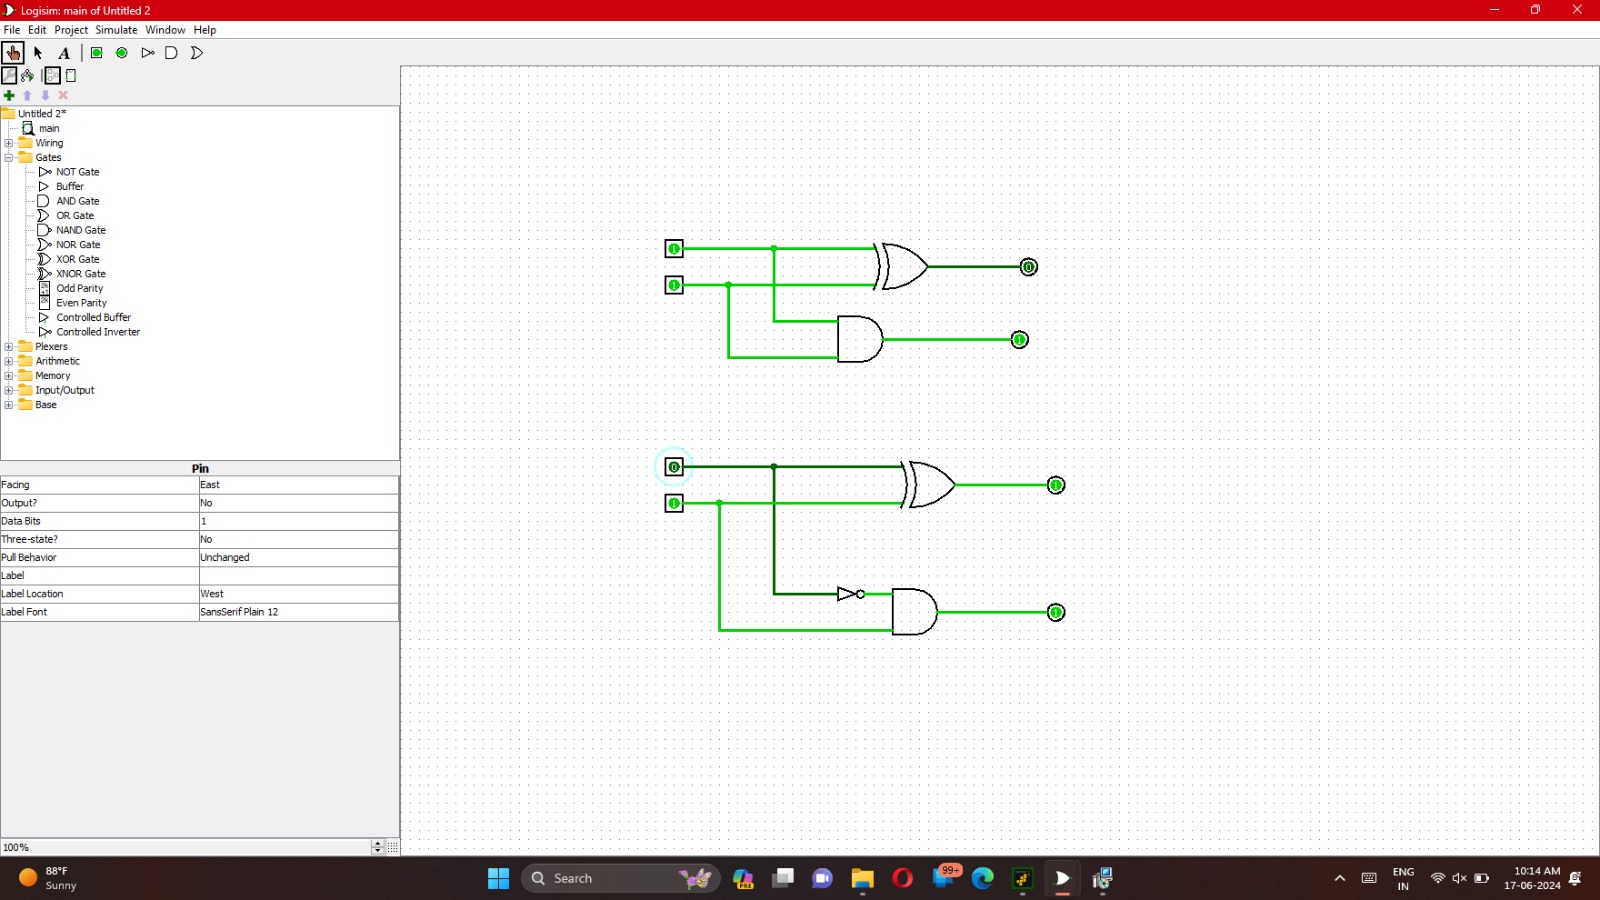 Logisim: main of Untitled 2
File Edit Project Simulate Window Help
A
Untitled 2*
main
Wiring
Gates
NOT Gate
Buffer
AND Gate
OR Gate
NAND Gate
NOR Gate
XOR Gate
XNOR Gate
Odd Parity
Even Parity
Controlled Buffer
Controlled Inverter
Plexers
Arithmetic
Memory
Input/Output
Base
1
0
1
1
0
1
1
1
Pin
Facing East
Output? No
Data Bits 1
Three-state? No
Pull Behavior Unchanged
Label
Label Location West
Label Font SansSerif Plain 12
100%
88°F
Sunny
Search
PRE
99+
ENG
IN
10:14 AM
17-06-2024